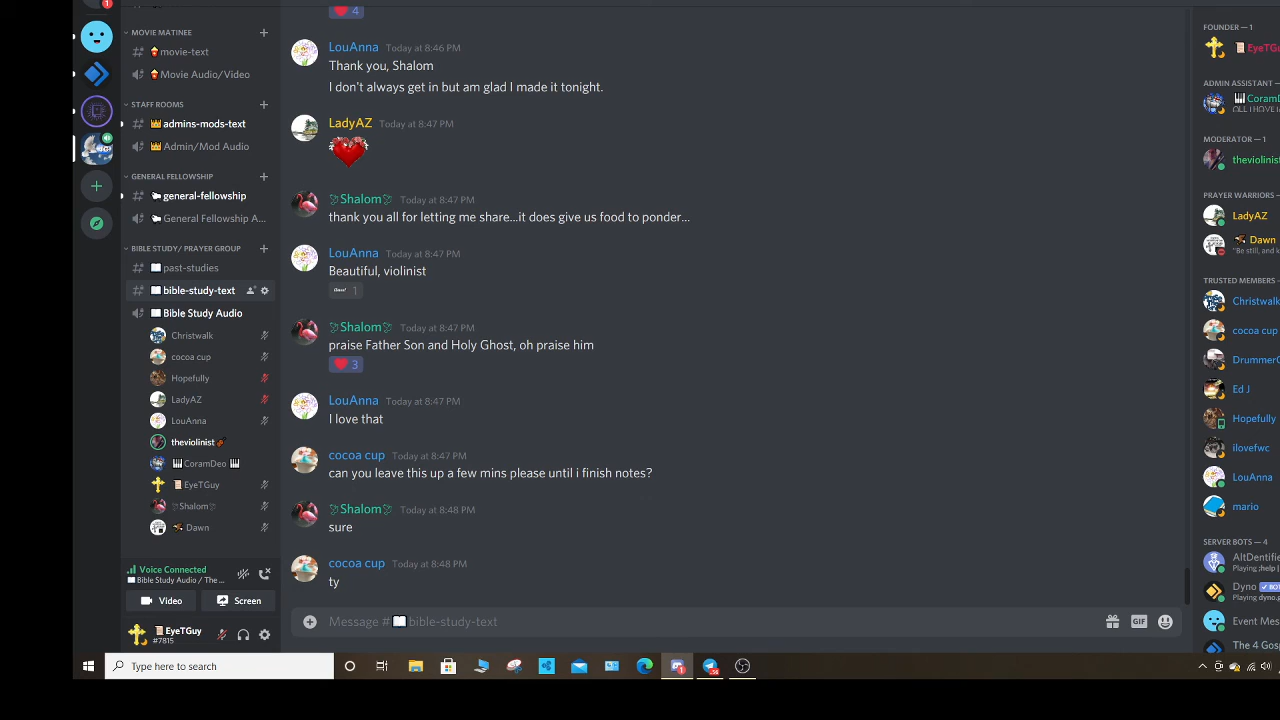 1
MOVIE MATINEE
movie-text
Movie Audio/Video
STAFF ROOMS
admins-mods-text
Admin/Mod Audio
GENERAL FELLOWSHIP
general-fellowship
General Fellowship A...
BIBLE STUDY/ PRAYER GROUP
past-studies
bible-study-text
Bible Study Audio
Christwalk
cocoa cup
Hopefully
LadyAZ
LouAnna
theviolinist
CoramDeo
EyeTGuy
Shalom
Dawn
Voice Connected
Bible Study Audio / The ...
Video
Screen
EyeTGuy
#7815
4
LouAnna Today at 8:46 PM
Thank you, Shalom
I don't always get in but am glad I made it tonight.
LadyAZ Today at 8:47 PM
Shalom Today at 8:47 PM
thank you all for letting me share...it does give us food to ponder...
LouAnna Today at 8:47 PM
Beautiful, violinist
1
Shalom Today at 8:47 PM
praise Father Son and Holy Ghost, oh praise him
3
LouAnna Today at 8:47 PM
I love that
cocoa cup Today at 8:47 PM
can you leave this up a few mins please until i finish notes?
Shalom Today at 8:48 PM
sure
cocoa cup Today at 8:48 PM
ty
Message # bible-study-text
GIF
FOUNDER — 1
EyeTG
ADMIN ASSISTANT
CoramD
MODERATOR — 1
theviolinis
PRAYER WARRIORS
LadyAZ
Dawn
"Be still, and k
TRUSTED MEMBERS
Christwalk
cocoa cup
DrummerG
Ed J
Hopefully
ilovefwc
LouAnna
mario
SERVER BOTS — 4
AltDentifie
Playing ;help |
Dyno BOT
Playing dyno.g
Event Mes
The 4 Gosp
Type here to search